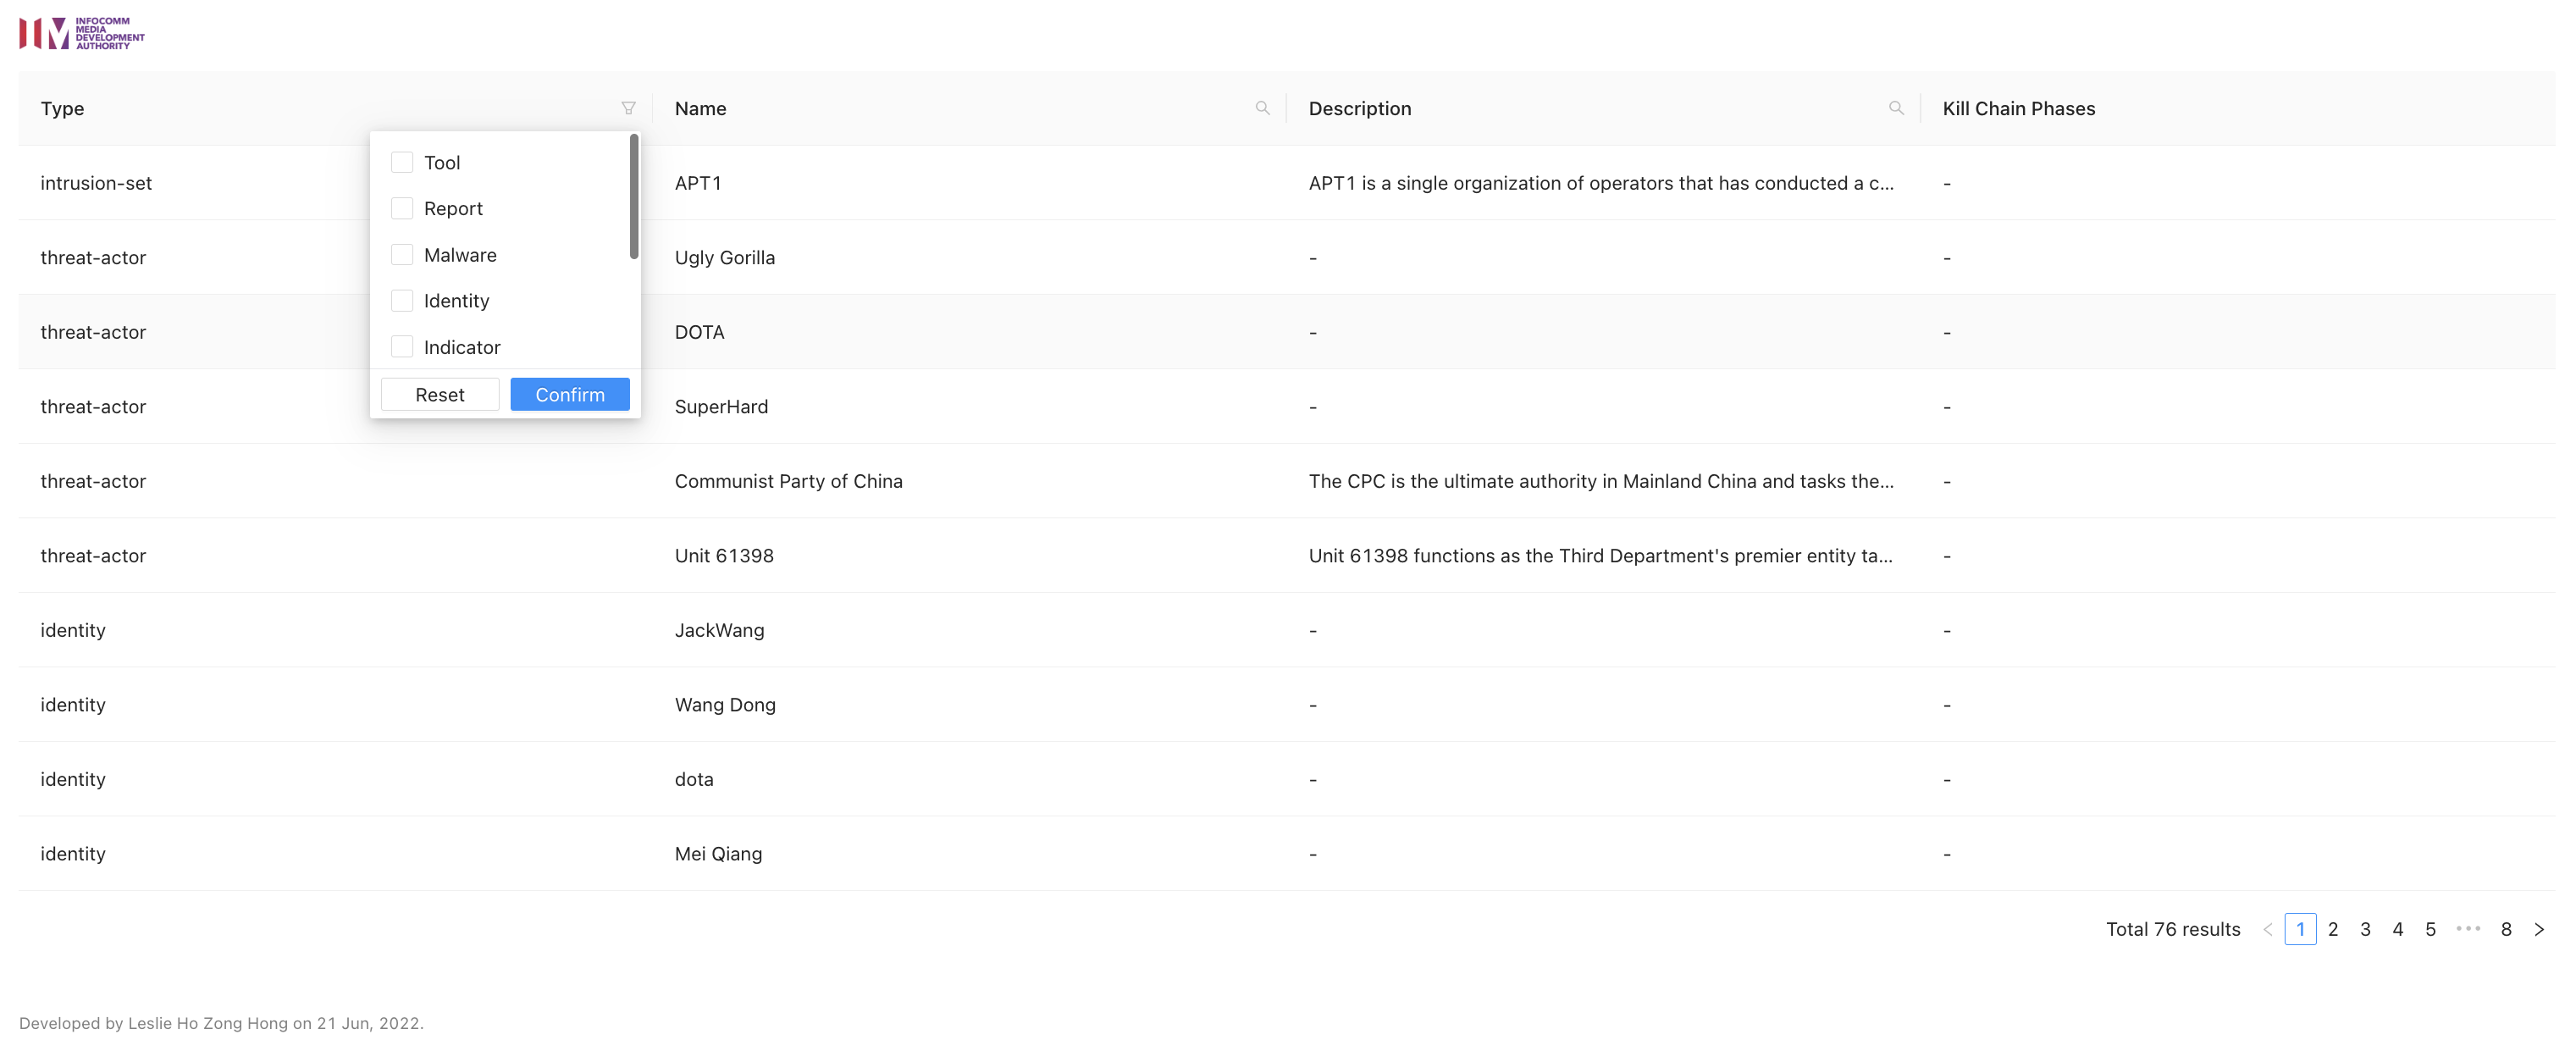 INFOCOMM
MEDIA
DEVELOPMENT
AUTHORITY
Type Name Description Kill Chain Phases
Tool
Report
Malware
Identity
Indicator
Reset Confirm
intrusion-set APT1 APT1 is a single organization of operators that has conducted a c... -
threat-actor Ugly Gorilla - -
threat-actor DOTA - -
threat-actor SuperHard - -
threat-actor Communist Party of China The CPC is the ultimate authority in Mainland China and tasks the... -
threat-actor Unit 61398 Unit 61398 functions as the Third Department's premier entity ta... -
identity JackWang - -
identity Wang Dong - -
identity dota - -
identity Mei Qiang - -
Total 76 results < 1 2 3 4 5 ••• 8 >
Developed by Leslie Ho Zong Hong on 21 Jun, 2022.